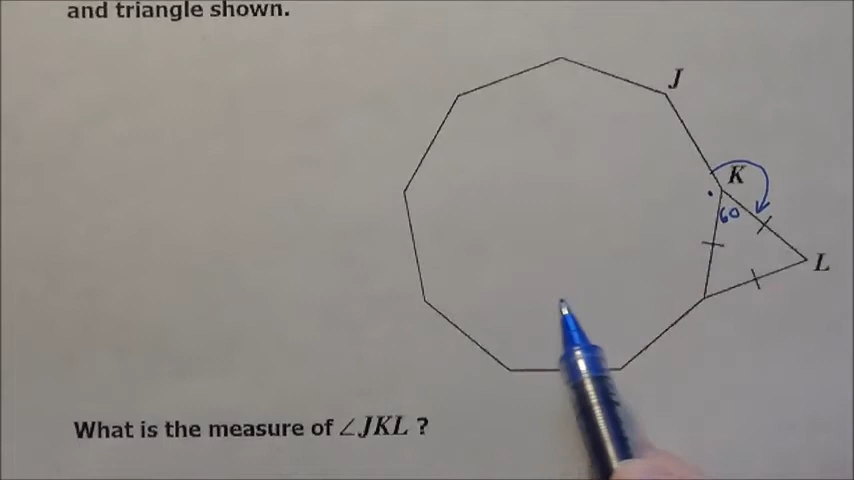 and triangle shown.
J
K
60
L
What is the measure of ∠JKL ?